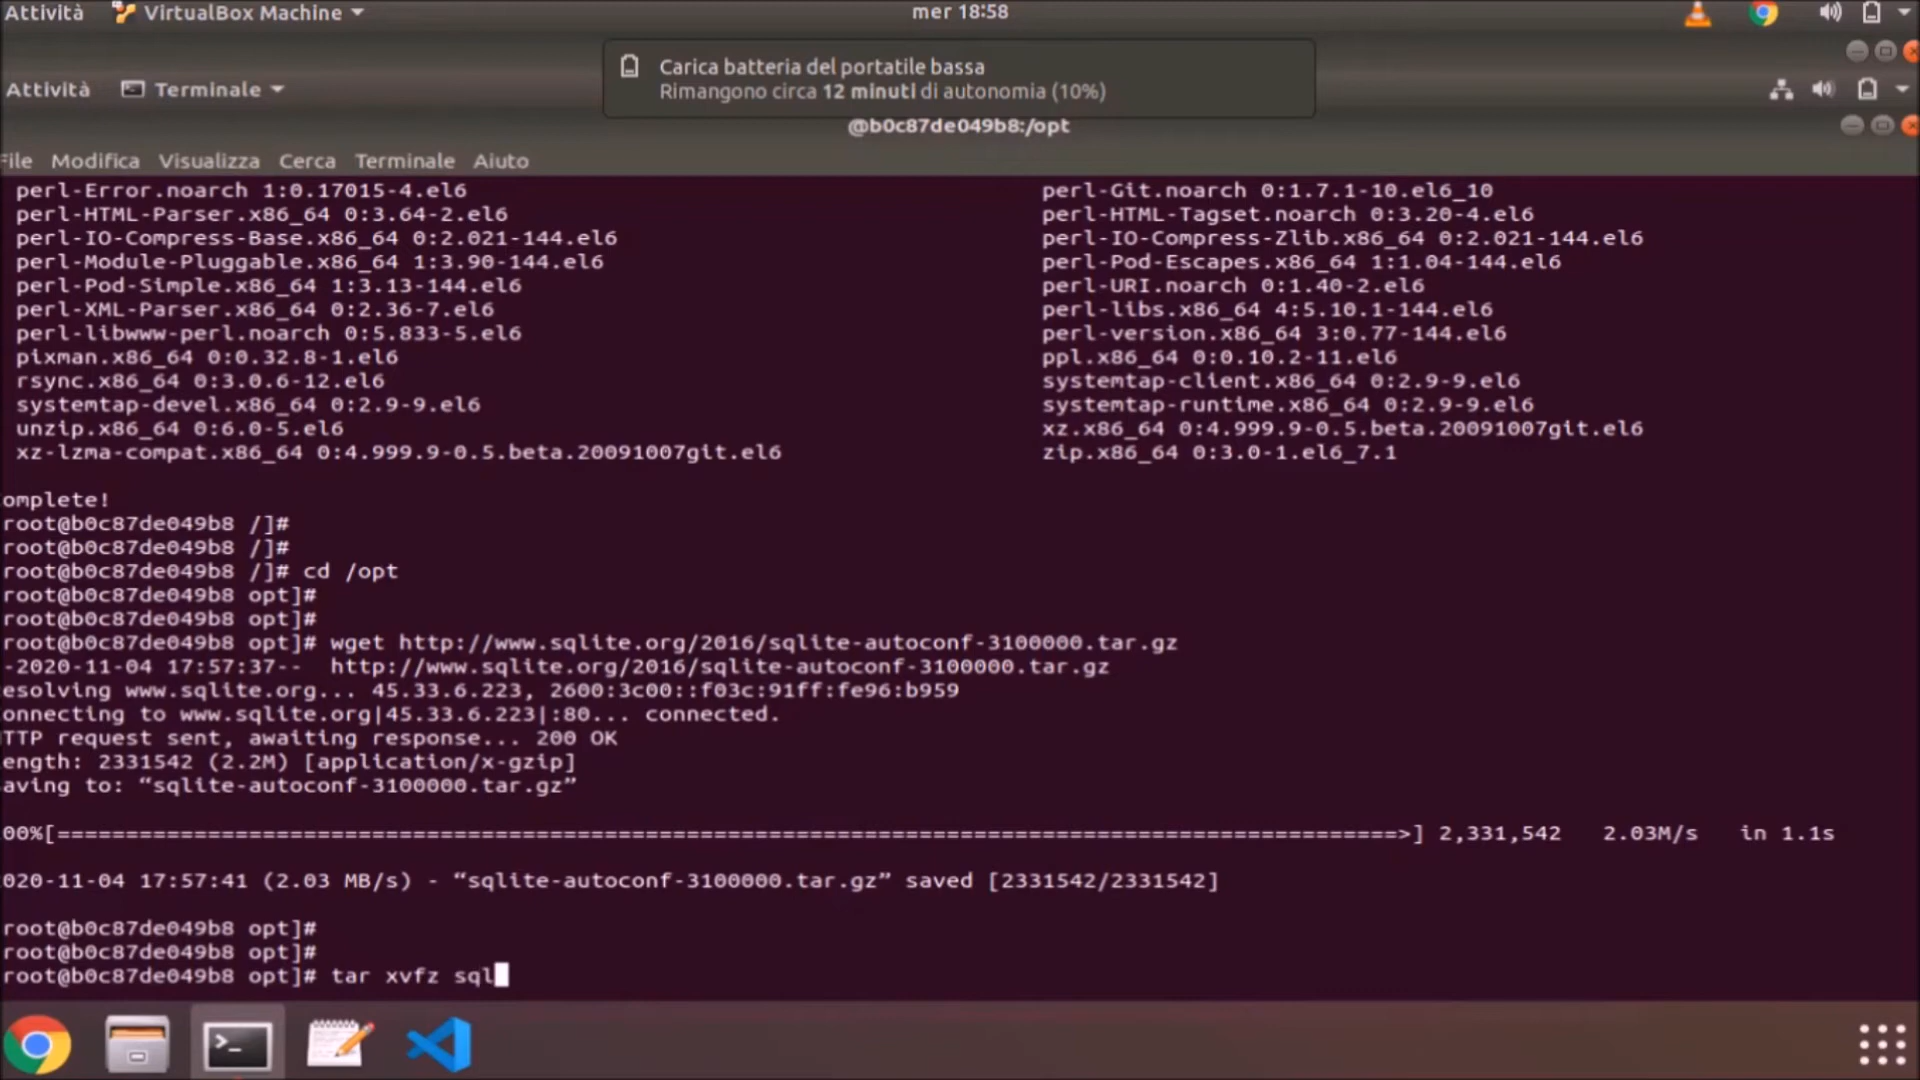 Attività VirtualBox Machine mer 18:58
Carica batteria del portatile bassa
Rimangono circa 12 minuti di autonomia (10%)
Attività Terminale
@b0c87de049b8:/opt
File Modifica Visualizza Cerca Terminale Aiuto
perl-Error.noarch 1:0.17015-4.el6 perl-Git.noarch 0:1.7.1-10.el6_10
perl-HTML-Parser.x86_64 0:3.64-2.el6 perl-HTML-Tagset.noarch 0:3.20-4.el6
perl-IO-Compress-Base.x86_64 0:2.021-144.el6 perl-IO-Compress-Zlib.x86_64 0:2.021-144.el6
perl-Module-Pluggable.x86_64 1:3.90-144.el6 perl-Pod-Escapes.x86_64 1:1.04-144.el6
perl-Pod-Simple.x86_64 1:3.13-144.el6 perl-URI.noarch 0:1.40-2.el6
perl-XML-Parser.x86_64 0:2.36-7.el6 perl-libs.x86_64 4:5.10.1-144.el6
perl-libwww-perl.noarch 0:5.833-5.el6 perl-version.x86_64 3:0.77-144.el6
pixman.x86_64 0:0.32.8-1.el6 ppl.x86_64 0:0.10.2-11.el6
rsync.x86_64 0:3.0.6-12.el6 systemtap-client.x86_64 0:2.9-9.el6
systemtap-devel.x86_64 0:2.9-9.el6 systemtap-runtime.x86_64 0:2.9-9.el6
unzip.x86_64 0:6.0-5.el6 xz.x86_64 0:4.999.9-0.5.beta.20091007git.el6
xz-lzma-compat.x86_64 0:4.999.9-0.5.beta.20091007git.el6 zip.x86_64 0:3.0-1.el6_7.1
omplete!
root@b0c87de049b8 /]#
root@b0c87de049b8 /]#
root@b0c87de049b8 /]# cd /opt
root@b0c87de049b8 opt]#
root@b0c87de049b8 opt]#
root@b0c87de049b8 opt]# wget http://www.sqlite.org/2016/sqlite-autoconf-3100000.tar.gz
-2020-11-04 17:57:37-- http://www.sqlite.org/2016/sqlite-autoconf-3100000.tar.gz
esolving www.sqlite.org... 45.33.6.223, 2600:3c00::f03c:91ff:fe96:b959
onnecting to www.sqlite.org|45.33.6.223|:80... connected.
TTP request sent, awaiting response... 200 OK
ength: 2331542 (2.2M) [application/x-gzip]
aving to: “sqlite-autoconf-3100000.tar.gz”
00%[==================================================================================================>] 2,331,542 2.03M/s in 1.1s
020-11-04 17:57:41 (2.03 MB/s) - “sqlite-autoconf-3100000.tar.gz” saved [2331542/2331542]
root@b0c87de049b8 opt]#
root@b0c87de049b8 opt]#
root@b0c87de049b8 opt]# tar xvfz sql